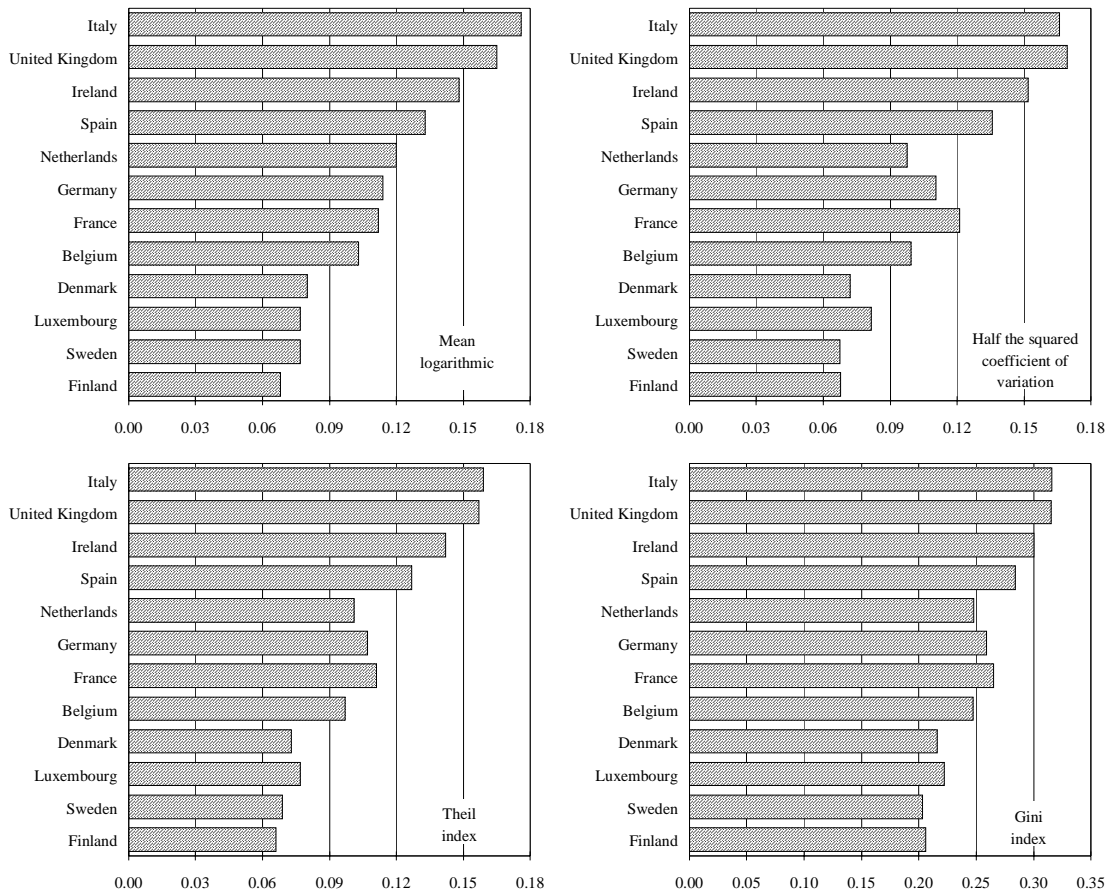 Italy
United Kingdom
Ireland
Spain
Netherlands
Germany
France
Belgium
Denmark
Luxembourg
Sweden
Finland
Mean
logarithmic
0.00 0.03 0.06 0.09 0.12 0.15 0.18
Italy
United Kingdom
Ireland
Spain
Netherlands
Germany
France
Belgium
Denmark
Luxembourg
Sweden
Finland
Half the squared
coefficient of
variation
0.00 0.03 0.06 0.09 0.12 0.15 0.18
Italy
United Kingdom
Ireland
Spain
Netherlands
Germany
France
Belgium
Denmark
Luxembourg
Sweden
Finland
Theil
index
0.00 0.03 0.06 0.09 0.12 0.15 0.18
Italy
United Kingdom
Ireland
Spain
Netherlands
Germany
France
Belgium
Denmark
Luxembourg
Sweden
Finland
Gini
index
0.00 0.05 0.10 0.15 0.20 0.25 0.30 0.35